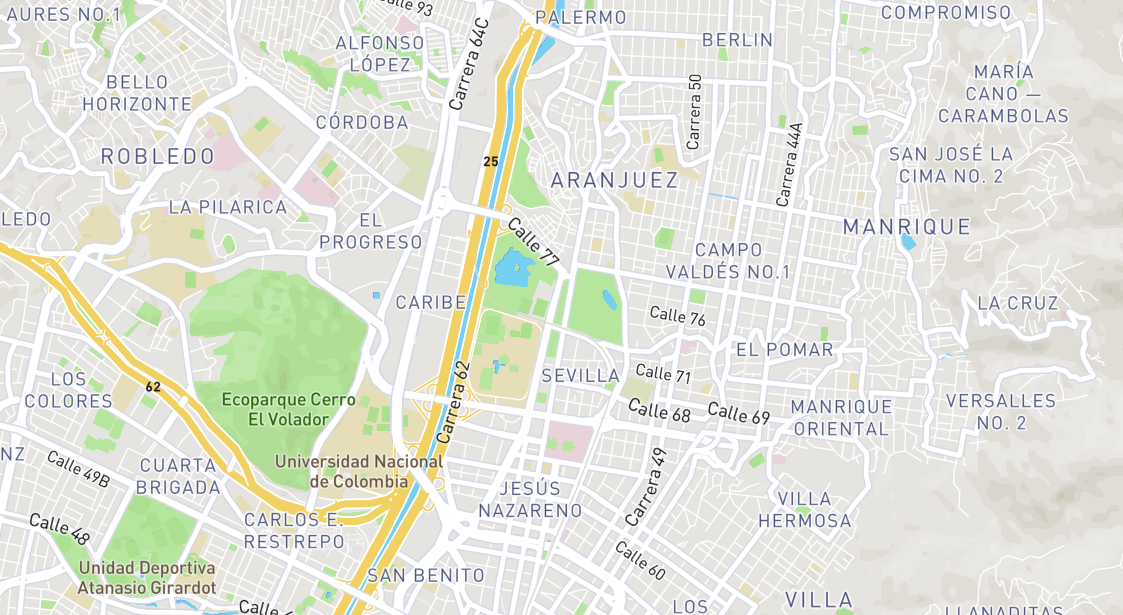 Calle 93
AURES NO.1
PALERMO
COMPROMISO
ALFONSO
LÓPEZ
Carrera 64C
BERLIN
BELLO
HORIZONTE
MARÍA
CANO —
CARAMBOLAS
Carrera 50
CÓRDOBA
Carrera 44A
ROBLEDO
25
SAN JOSÉ LA
CIMA NO. 2
ARANJUEZ
LA PILARICA
LEDO
EL
PROGRESO
Calle 77
MANRIQUE
CAMPO
VALDÉS NO.1
CARIBE
LA CRUZ
Calle 76
EL POMAR
LOS
COLORES
62
SEVILLA
Calle 71
Carrera 62
Ecoparque Cerro
El Volador
Calle 68
Calle 69
MANRIQUE
ORIENTAL
VERSALLES
NO. 2
NZ
Calle 49B
CUARTA
BRIGADA
Universidad Nacional
de Colombia
JESÚS
NAZARENO
Carrera 49
VILLA
HERMOSA
Calle 48
CARLOS E.
RESTREPO
Calle 60
Unidad Deportiva
Atanasio Girardot
SAN BENITO
Calle
LOS
VILLA
LLANADITAS